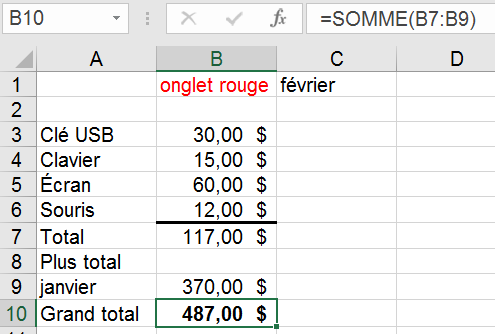 B10 fx =SOMME(B7:B9)
A B C D
1 onglet rouge février
2
3 Clé USB 30,00 $
4 Clavier 15,00 $
5 Écran 60,00 $
6 Souris 12,00 $
7 Total 117,00 $
8 Plus total
9 janvier 370,00 $
10 Grand total 487,00 $